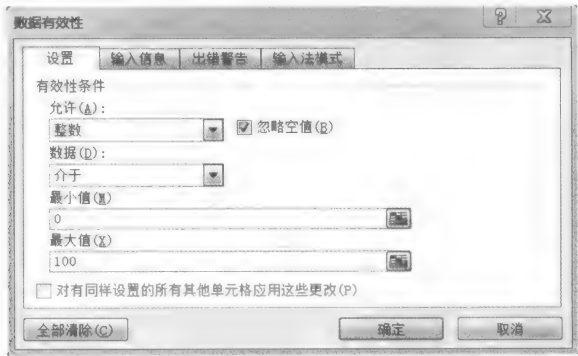 数据有效性
设置 输入信息 出错警告 输入法模式
有效性条件
允许(A):
整数 忽略空值(B)
数据(D):
介于
最小值(M)
0
最大值(X)
100
对有同样设置的所有其他单元格应用这些更改(P)
全部清除(C) 确定 取消